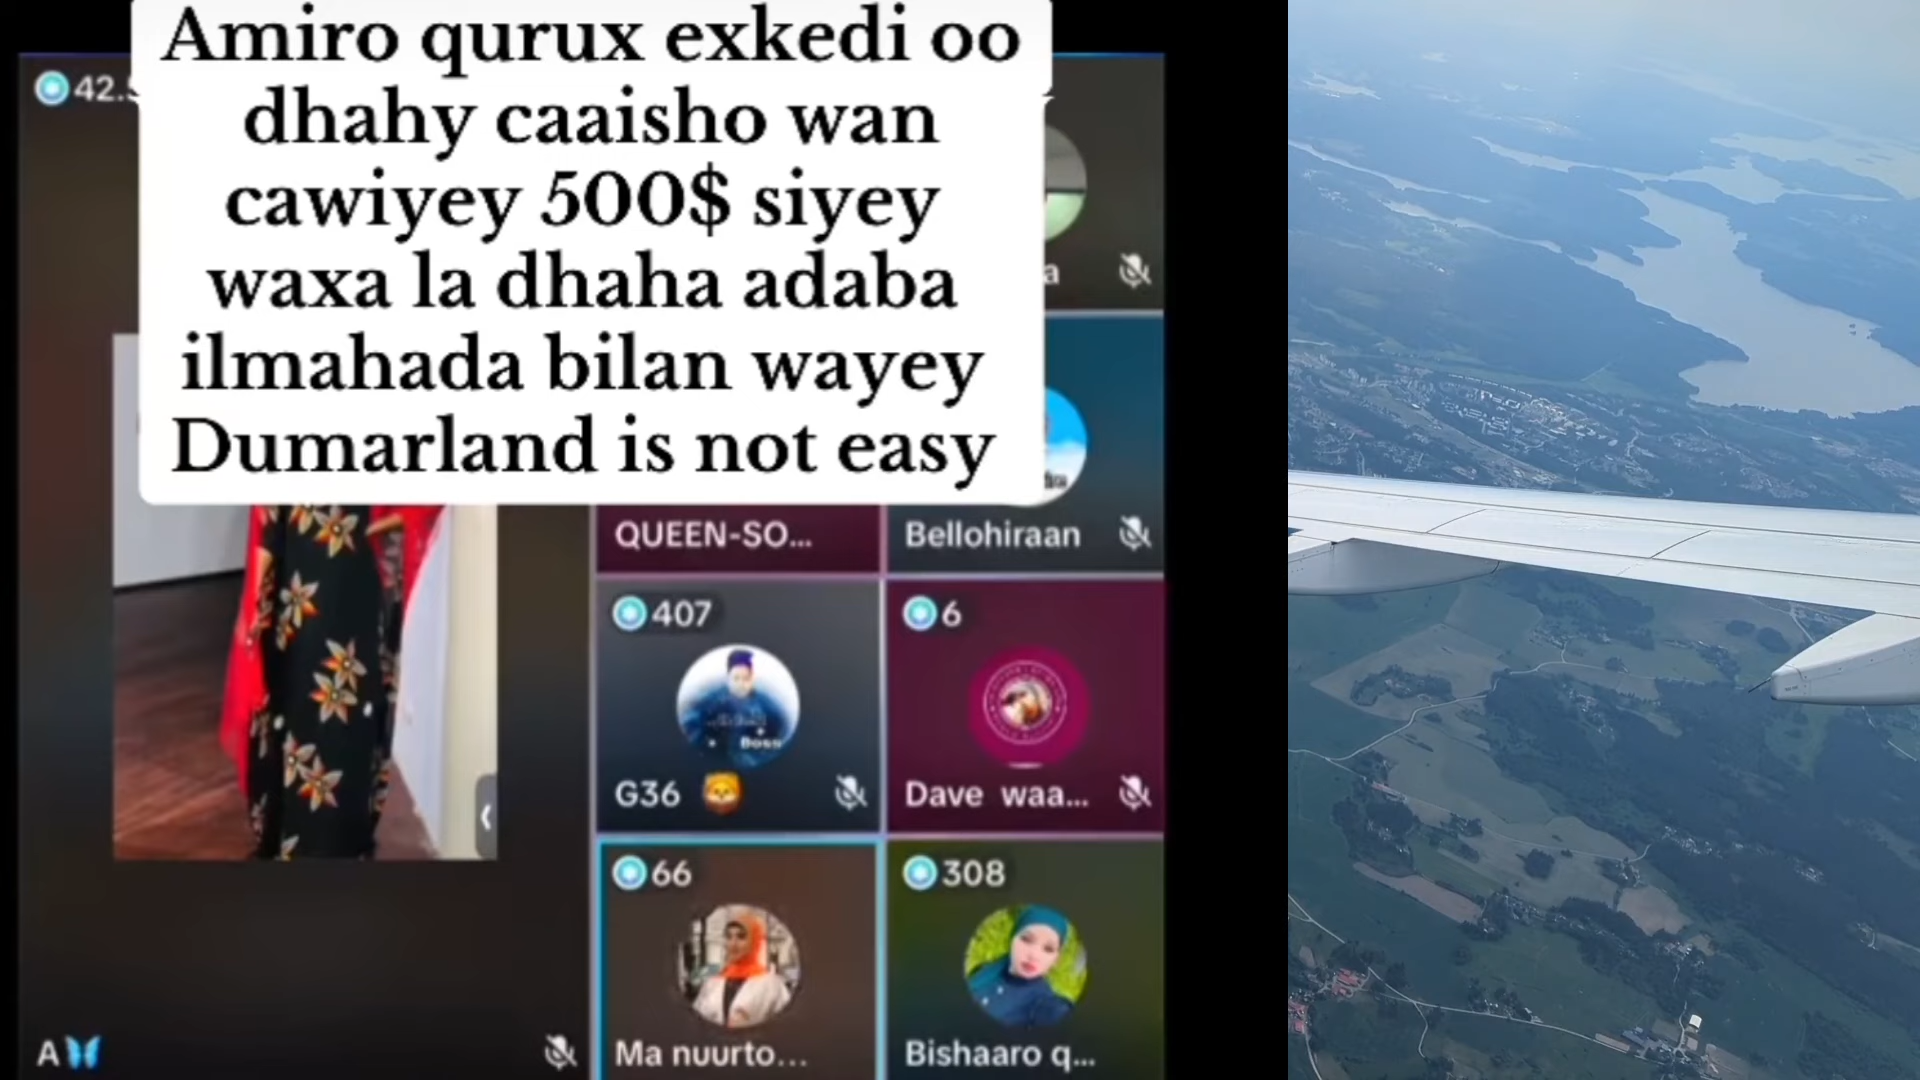 Amiro qurux exkedi oo
dhahy caaisho wan
cawiyey 500$ siyey
waxa la dhaha adaba
ilmahada bilan wayey
Dumarland is not easy
QUEEN-SO...
Bellohiraan
407
6
Boss
G36
Dave waa...
66
308
A
Ma nuurto...
Bishaaro q...